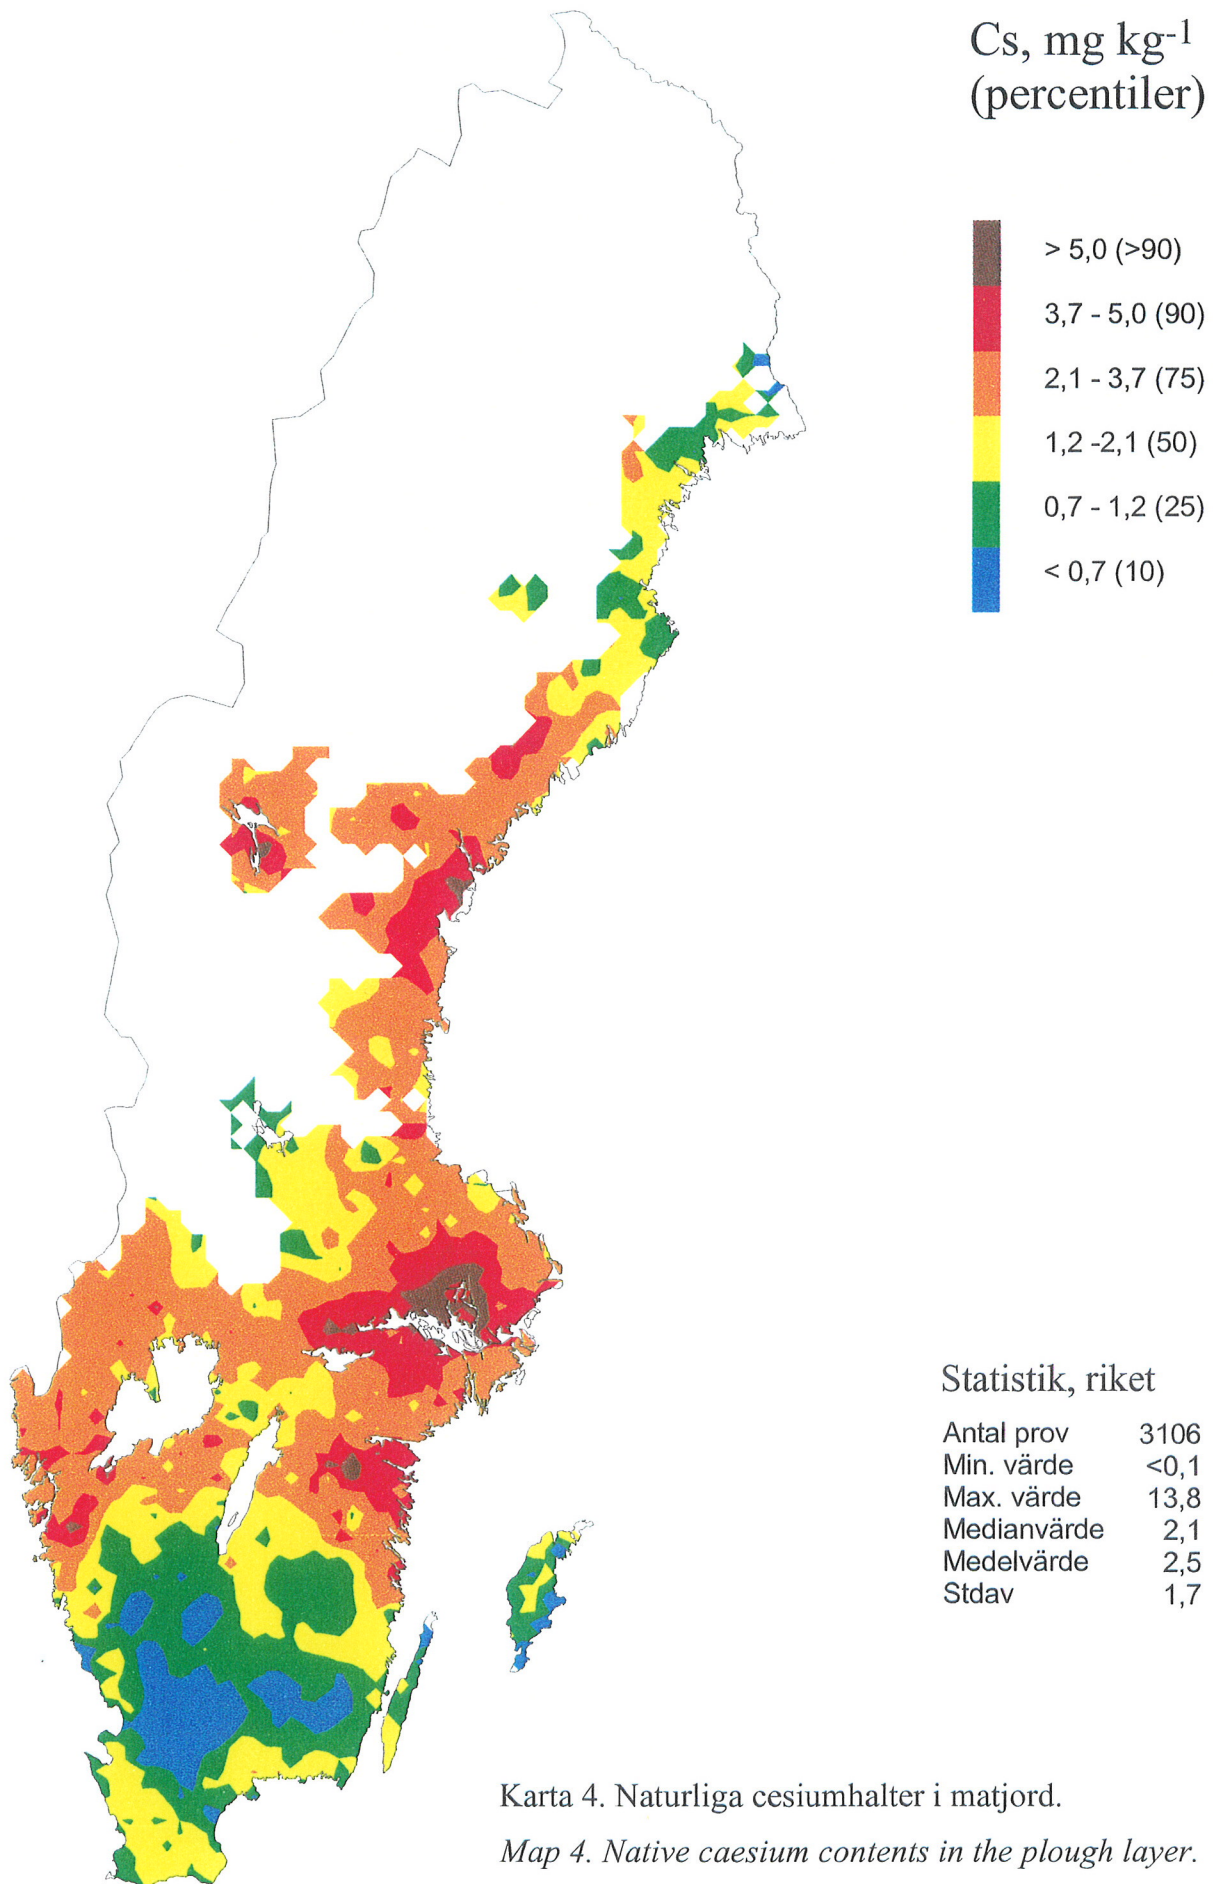 Cs, mg kg⁻¹
(percentiler)
> 5,0 (>90)
3,7 - 5,0 (90)
2,1 - 3,7 (75)
1,2 -2,1 (50)
0,7 - 1,2 (25)
< 0,7 (10)
Statistik, riket
Antal prov 3106
Min. värde <0,1
Max. värde 13,8
Medianvärde 2,1
Medelvärde 2,5
Stdav 1,7
Karta 4. Naturliga cesiumhalter i matjord.
Map 4. Native caesium contents in the plough layer.